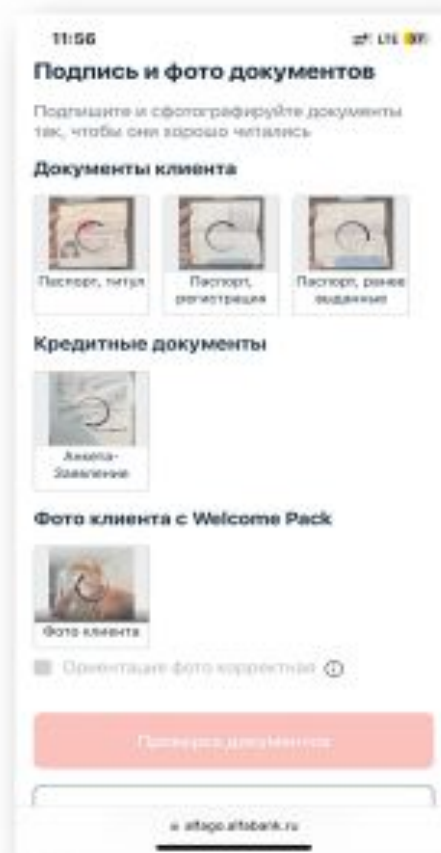 11:56
LTE
Подпись и фото документов
Подпишите и сфотографируйте документы
так, чтобы они хорошо читались
Документы клиента
Паспорт, титул
Паспорт,
регистрация
Паспорт, ранее
выданные
Кредитные документы
Анкета-
Заявление
Фото клиента с Welcome Pack
Фото клиента
Ориентация фото корректная
Проверка документов
alfago.alfabank.ru